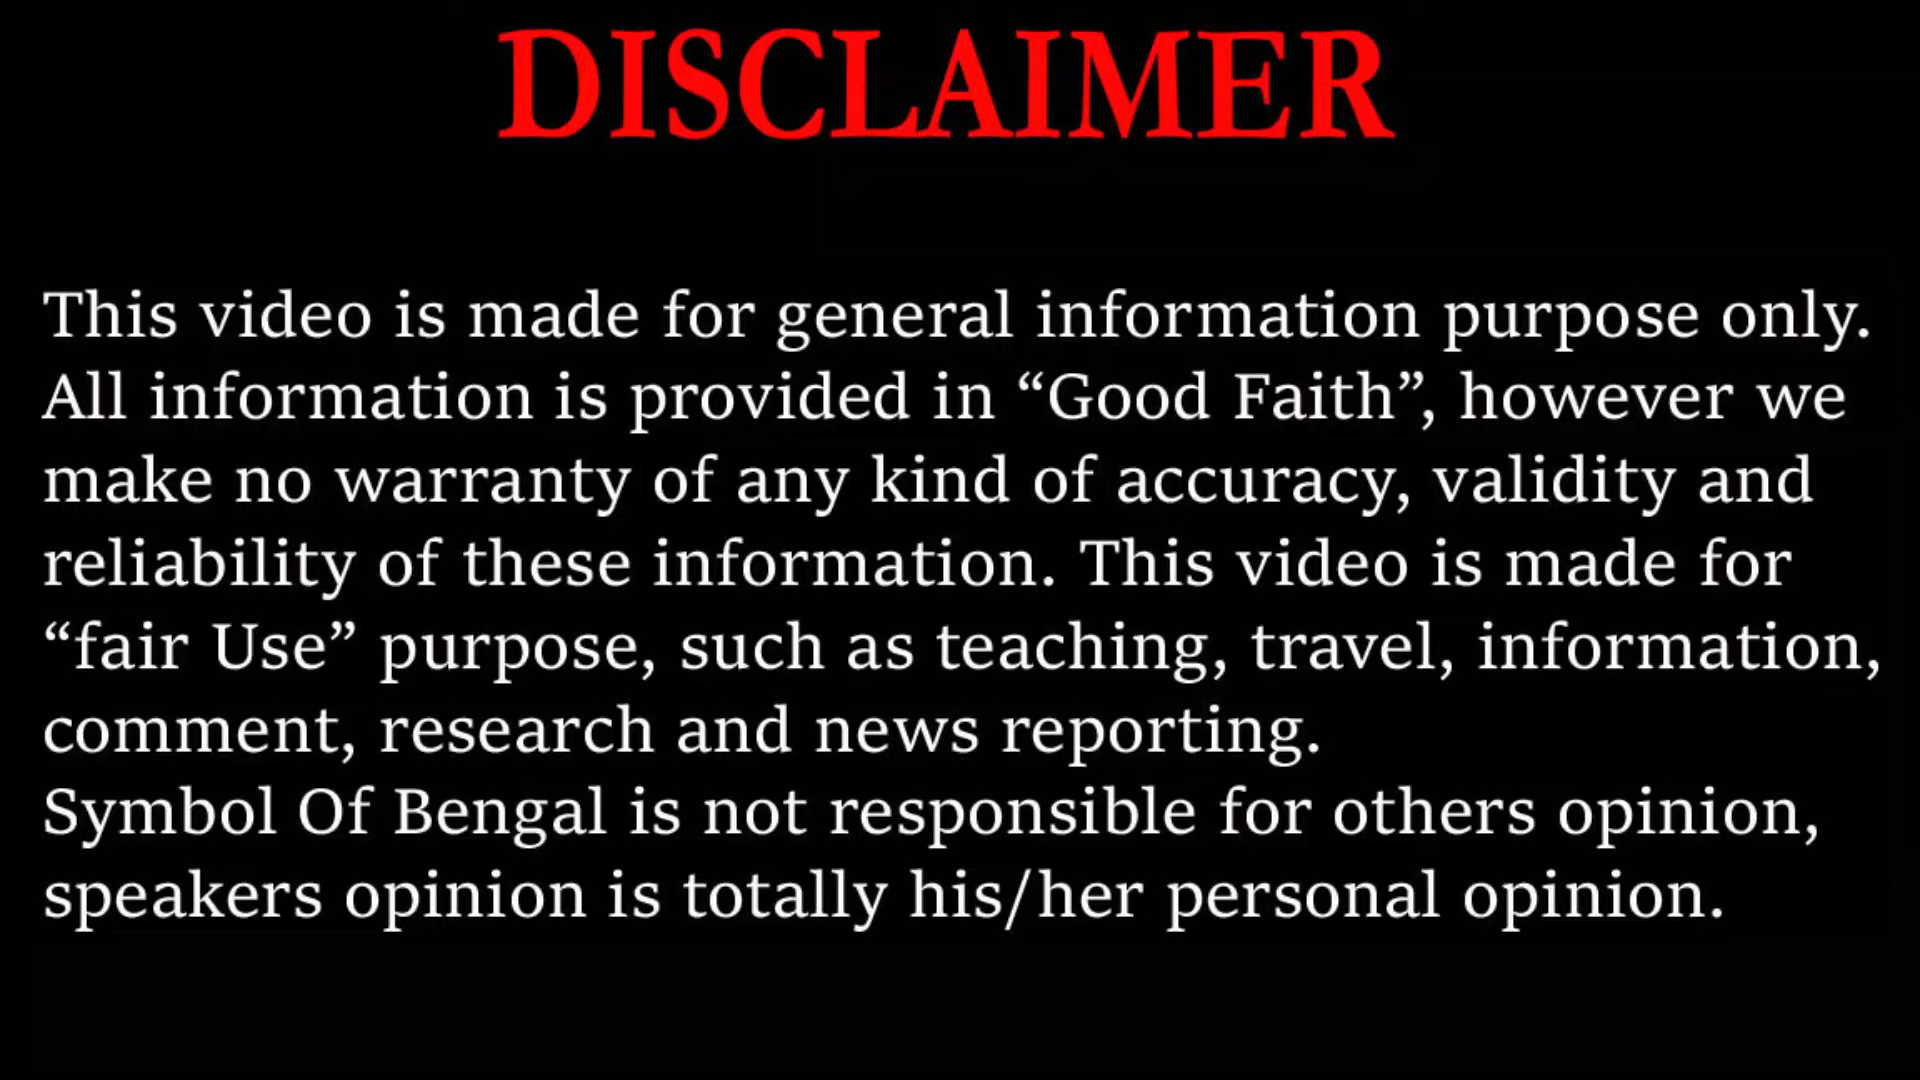 DISCLAIMER
This video is made for general information purpose only.
All information is provided in “Good Faith”, however we
make no warranty of any kind of accuracy, validity and
reliability of these information. This video is made for
“fair Use” purpose, such as teaching, travel, information,
comment, research and news reporting.
Symbol Of Bengal is not responsible for others opinion,
speakers opinion is totally his/her personal opinion.